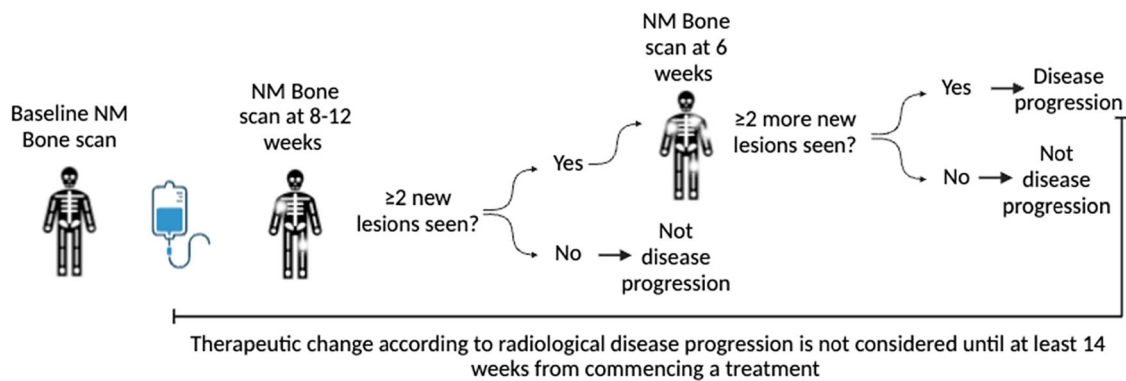 Baseline NM
Bone scan
NM Bone
scan at 8-12
weeks
≥2 new
lesions seen?
Yes
No
Not
disease
progression
NM Bone
scan at 6
weeks
≥2 more new
lesions seen?
Yes
Disease
progression
No
Not
disease
progression
Therapeutic change according to radiological disease progression is not considered until at least 14
weeks from commencing a treatment